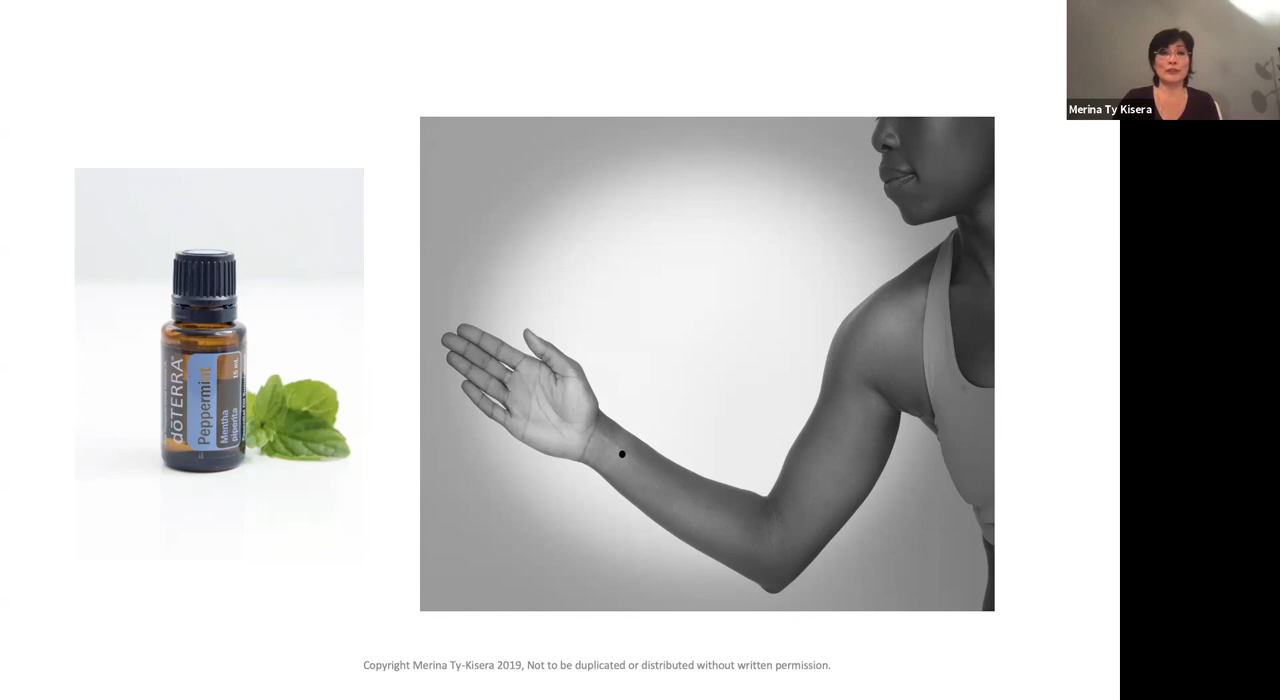 Merina Ty Kisera
dōTERRA
Peppermint
Mentha
piperita
15 mL
Copyright Merina Ty-Kisera 2019, Not to be duplicated or distributed without written permission.